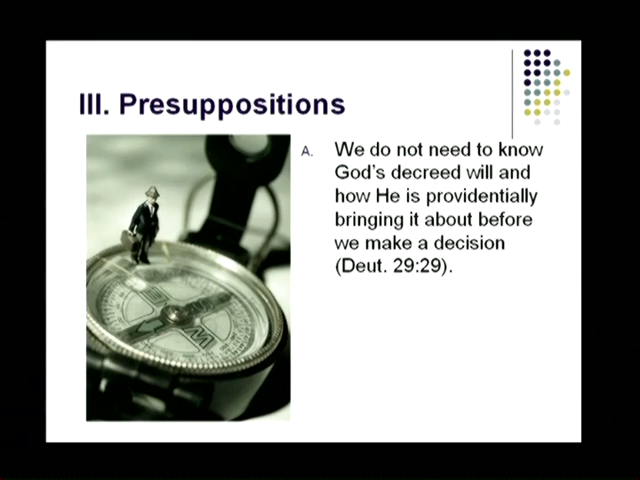 III. Presuppositions
A. We do not need to know
God's decreed will and
how He is providentially
bringing it about before
we make a decision
(Deut. 29:29).